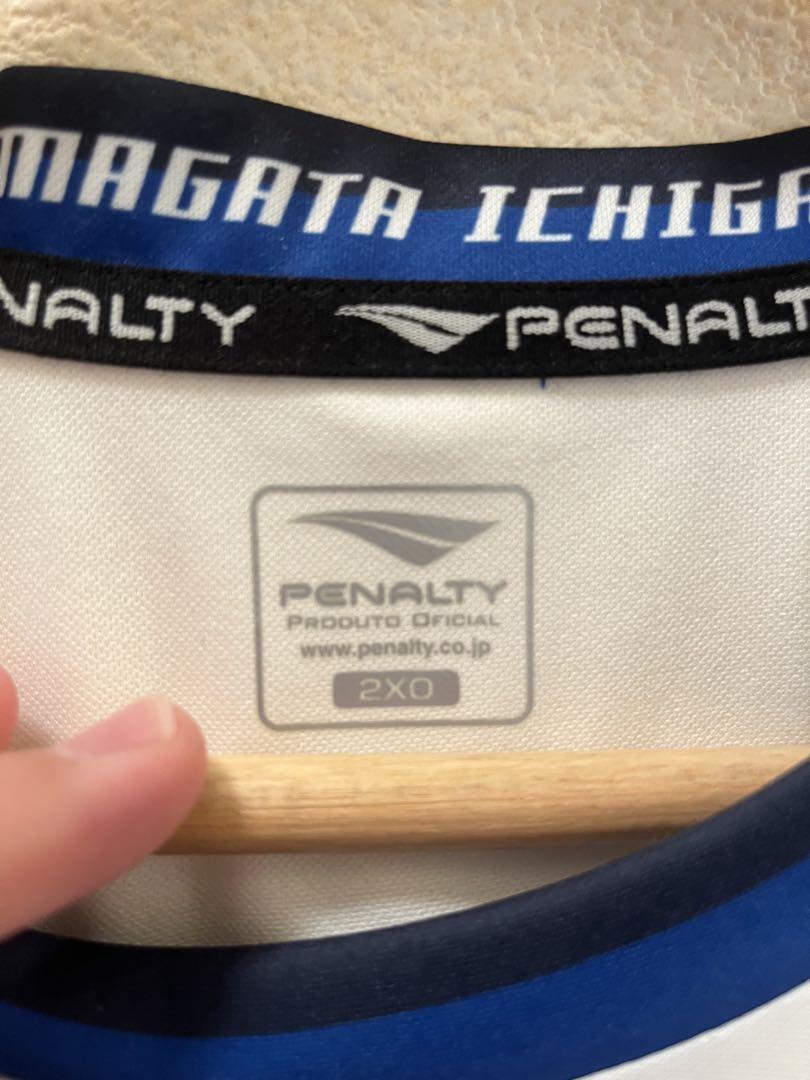 MAGATA ICHIGA
NALTY PENALT
PENALTY
PRODUTO OFICIAL
www.penalty.co.jp
2XO